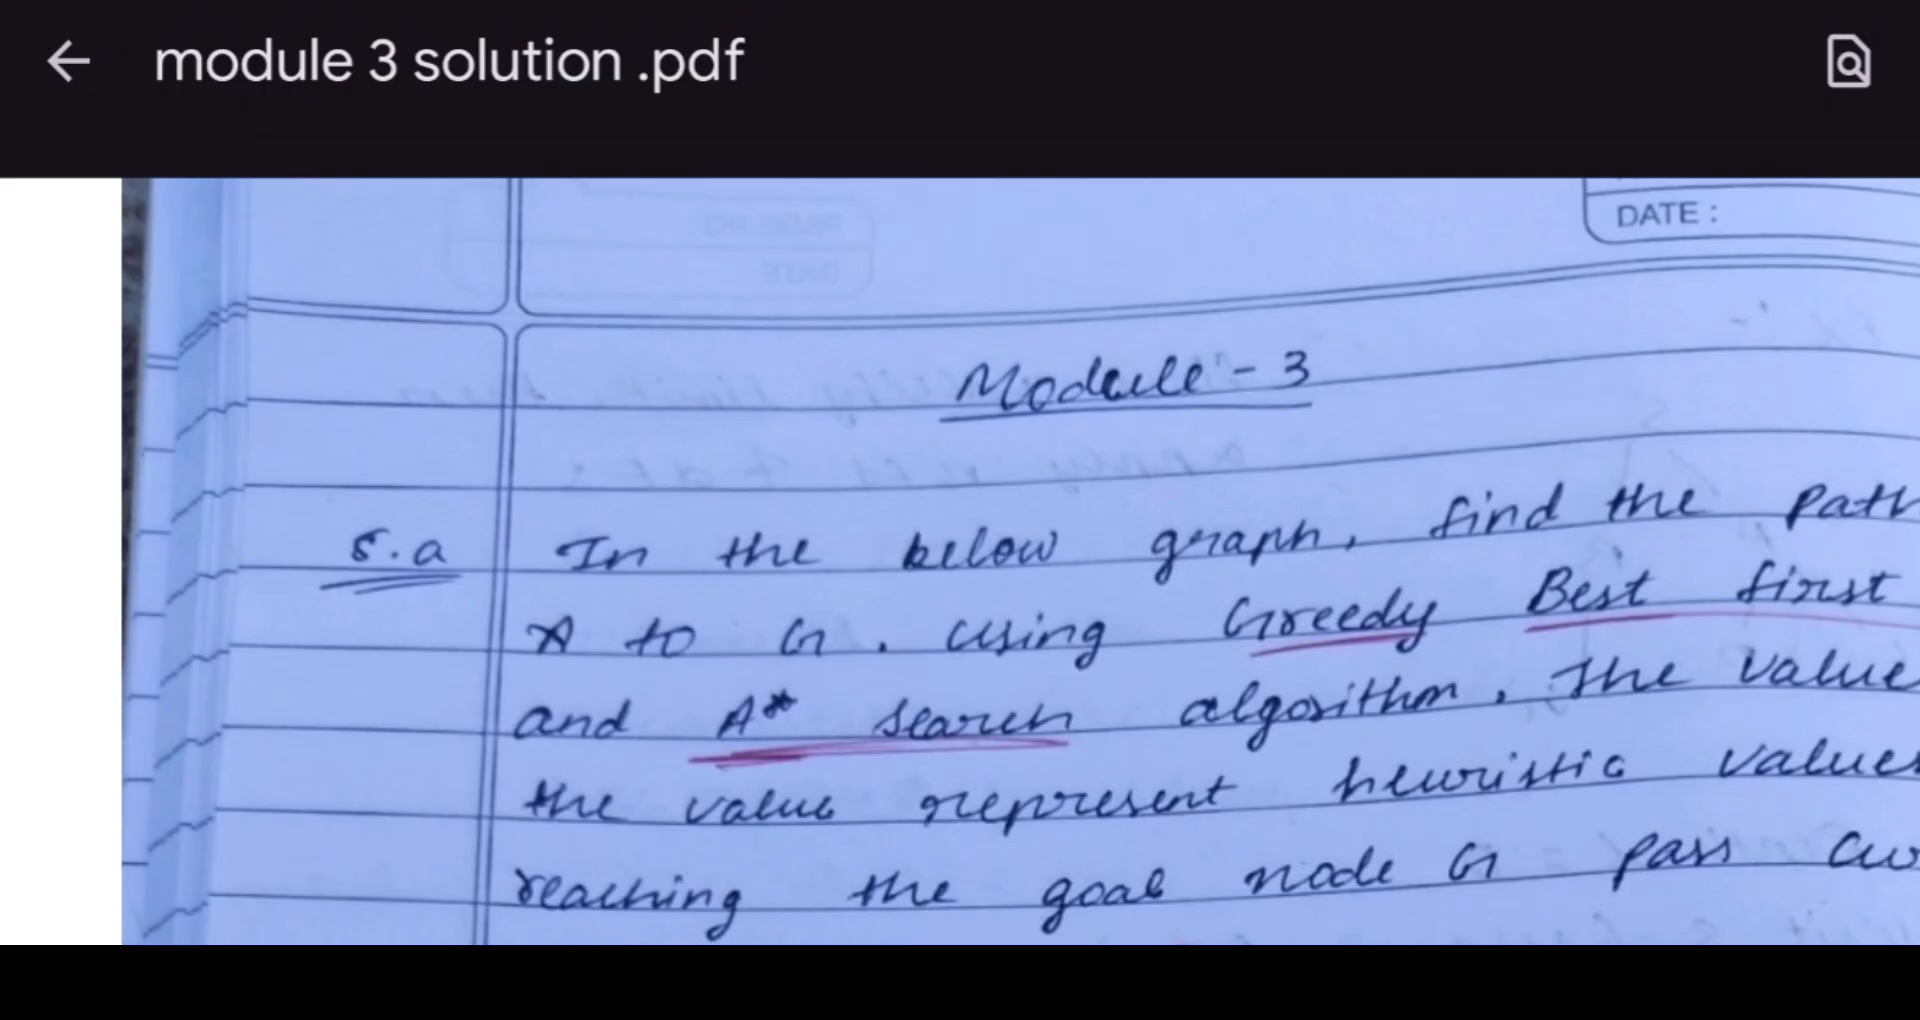 module 3 solution .pdf
DATE :
Module - 3
5.a In the below graph, find the path
A to G. using Greedy Best first
and A* search algorithm. The value
the value represent heuristic values
reaching the goal node G pass